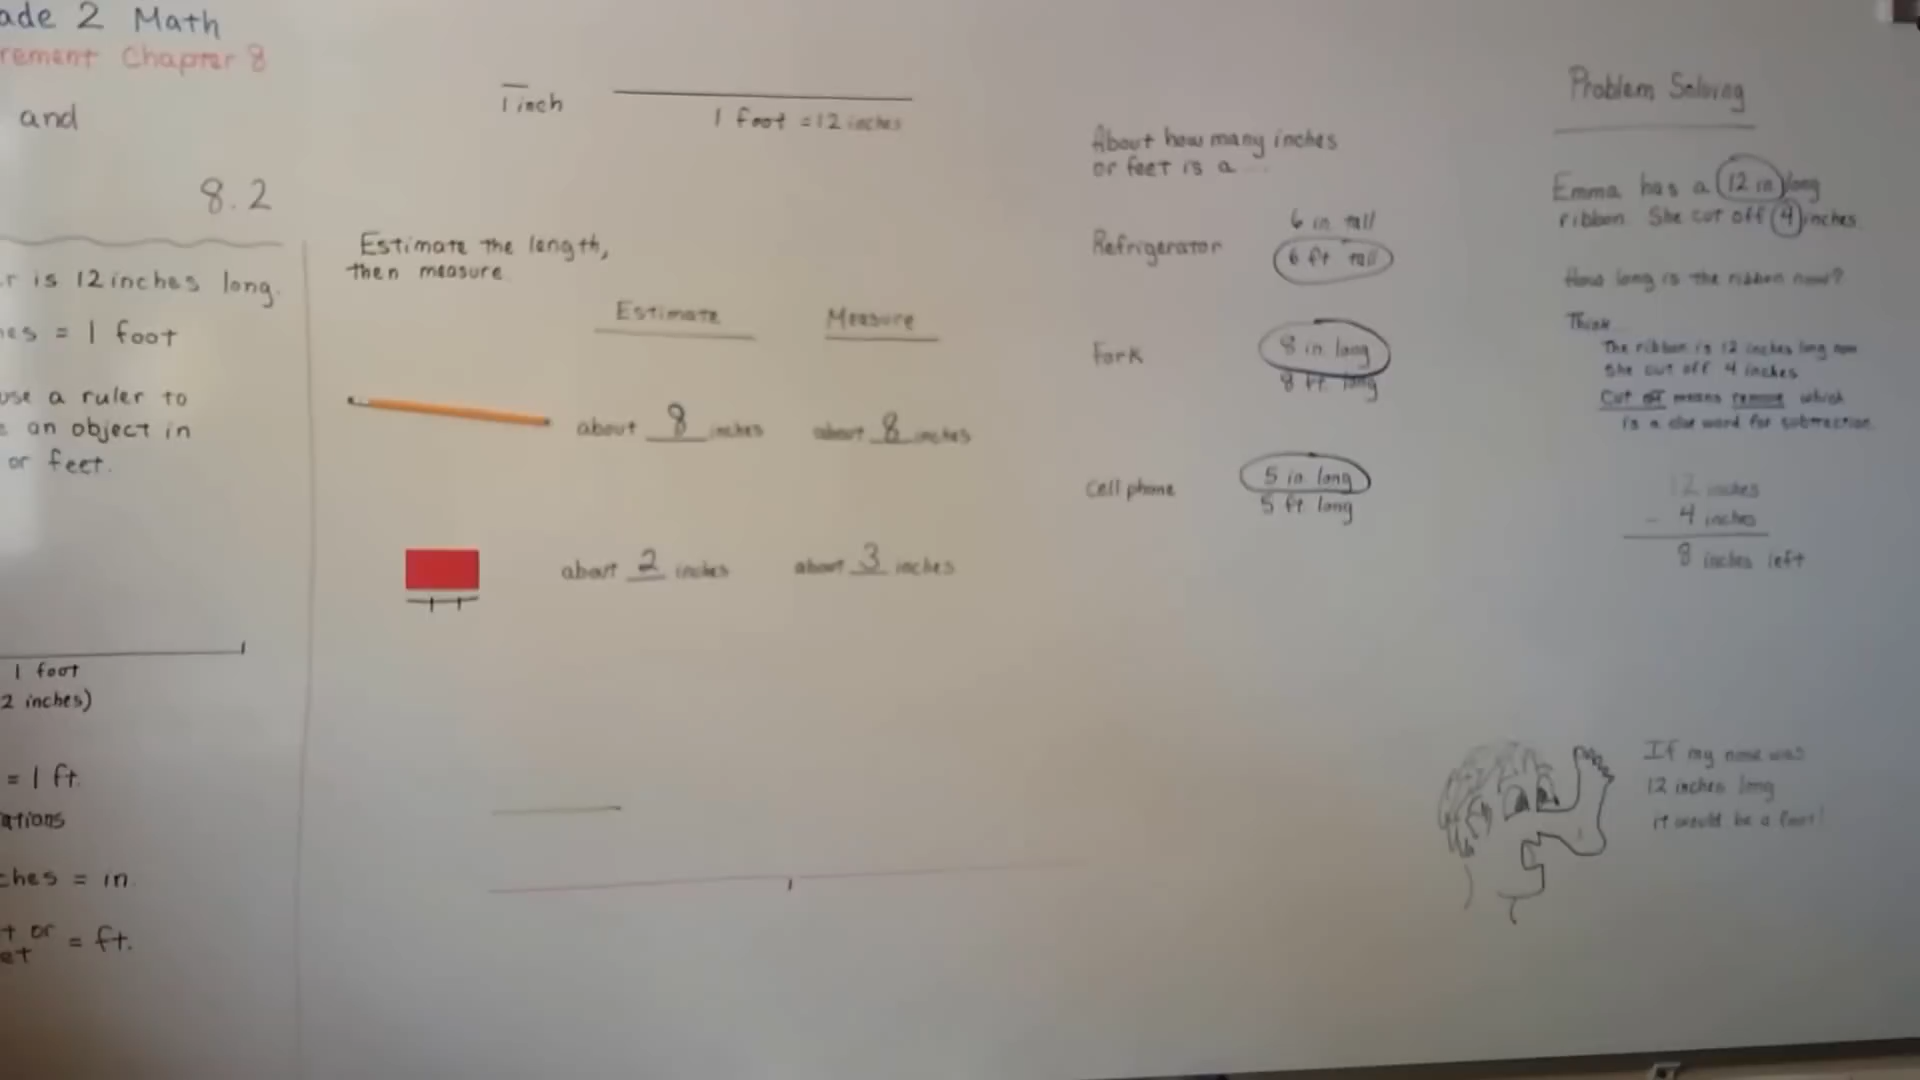 ade 2 Math
rement Chapter 8
and
8.2
r is 12 inches long.
es = 1 foot
use a ruler to
an object in
or feet.
1 foot
2 inches)
= 1 ft.
ations
ches = in.
t or
et = ft.
1 inch
1 foot = 12 inches
Estimate the length,
then measure
Estimate Measure
about 8 inches about 8 inches
about 2 inches about 3 inches
About how many inches
or feet is a ...
6 in tall
Refrigerator 6 ft tall
Fork 8 in long
8 ft. long
Cell phone 5 in long
5 ft. long
Problem Solving
Emma has a 12 in long
ribbon. She cut off 4 inches
How long is the ribbon now?
Think...
The ribbon is 12 inches long now
She cut off 4 inches
Cut off means remove which
is a clue word for subtraction.
12 inches
- 4 inches
8 inches left
If my nose was
12 inches long
it would be a foot!